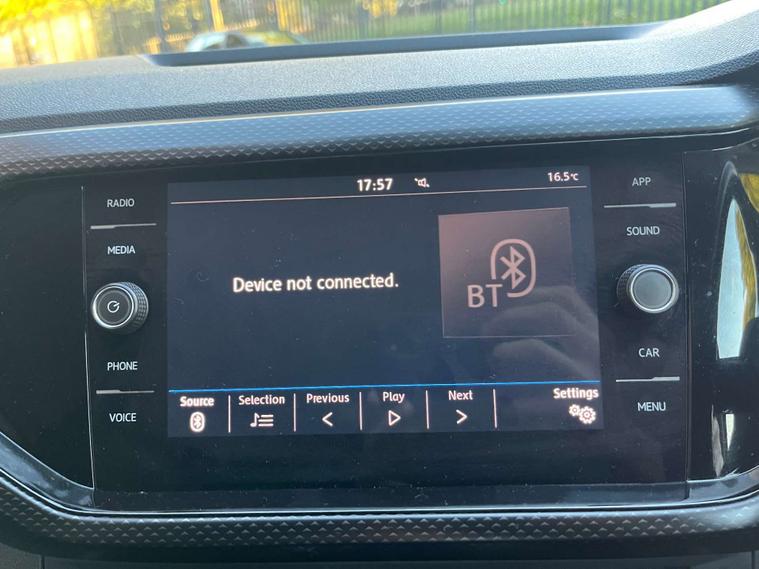 17:57
16.5°C
RADIO
MEDIA
PHONE
VOICE
Device not connected.
BT
Source
Selection
Previous
Play
Next
Settings
APP
SOUND
CAR
MENU